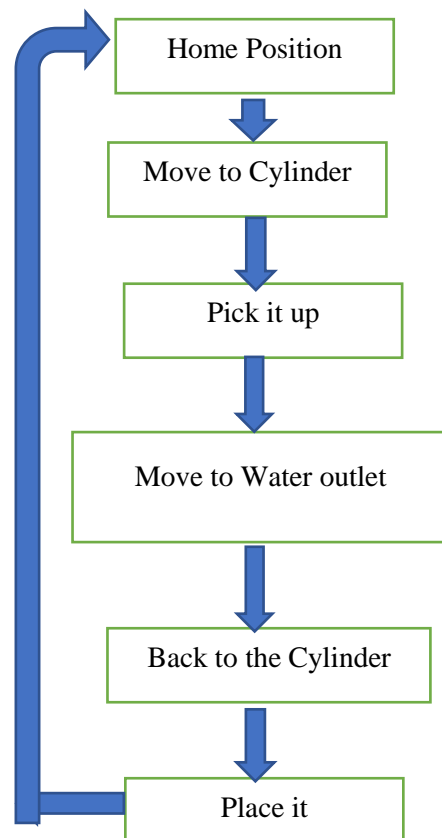 Home Position
Move to Cylinder
Pick it up
Move to Water outlet
Back to the Cylinder
Place it